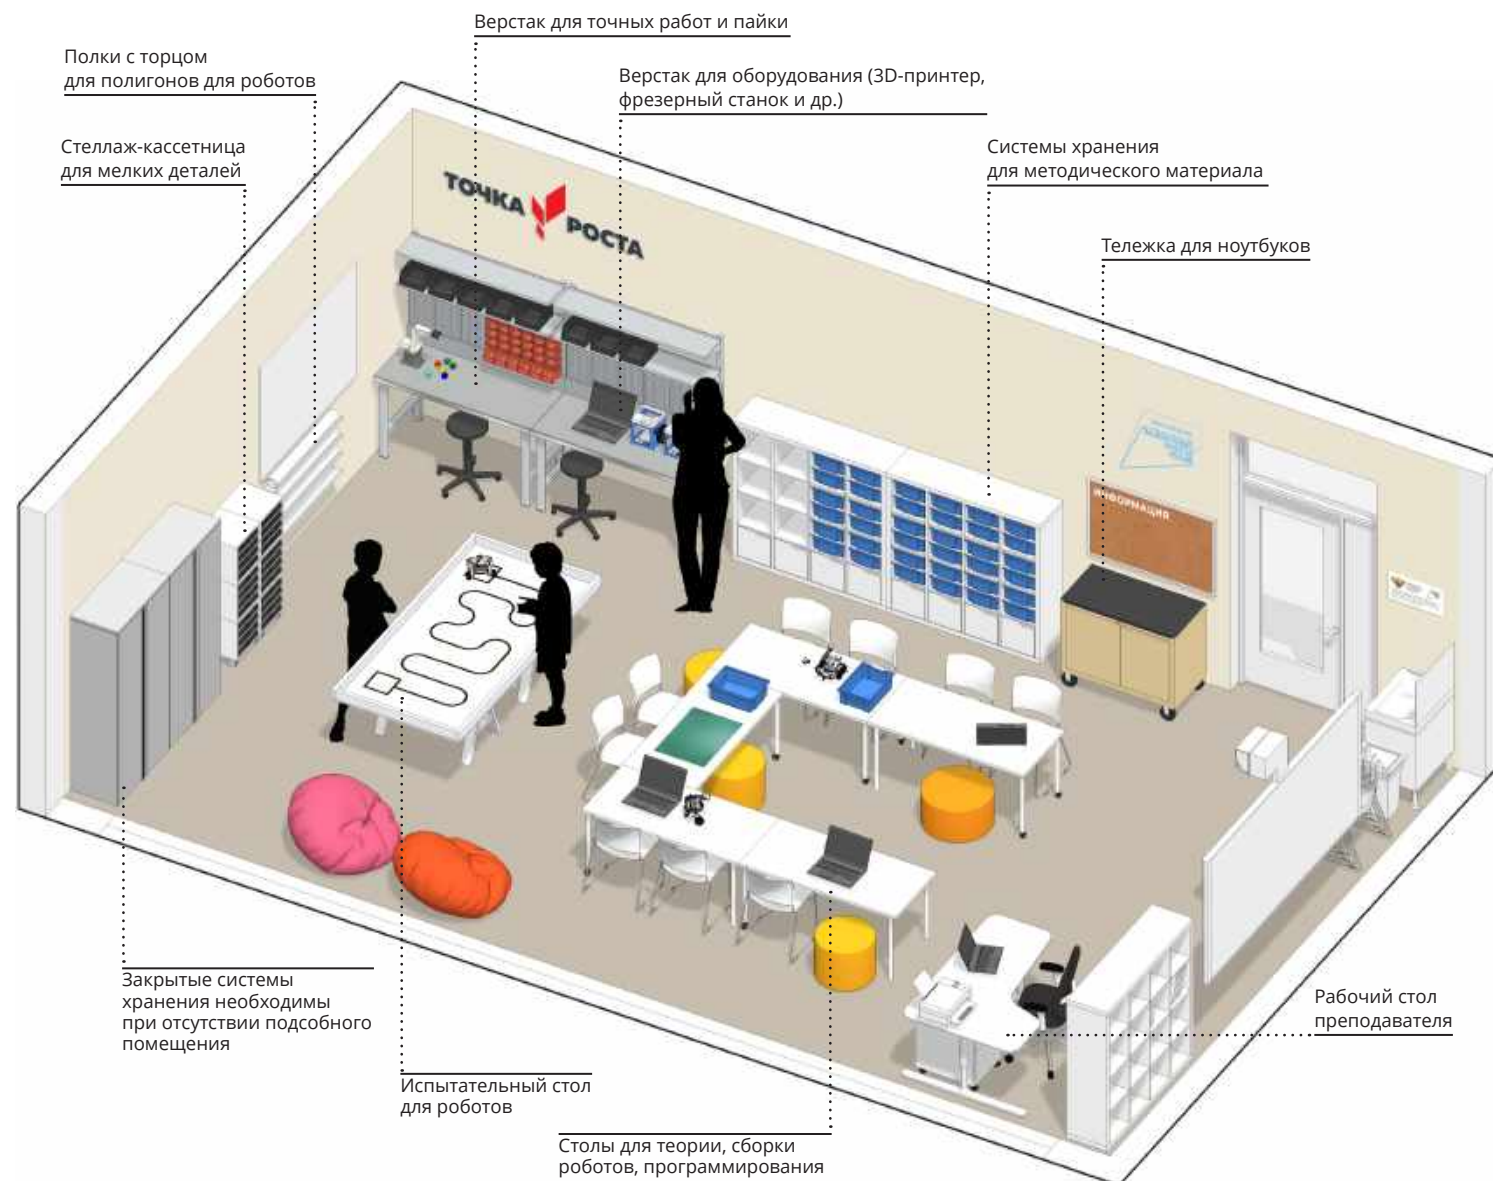 Верстак для точных работ и пайки
Полки с торцом
для полигонов для роботов
Верстак для оборудования (3D-принтер,
фрезерный станок и др.)
Стеллаж-кассетница
для мелких деталей
Системы хранения
для методического материала
Тележка для ноутбуков
ТОЧКА
РОСТА
ИНФОРМАЦИЯ
Закрытые системы
хранения необходимы
при отсутствии подсобного
помещения
Рабочий стол
преподавателя
Испытательный стол
для роботов
Столы для теории, сборки
роботов, программирования